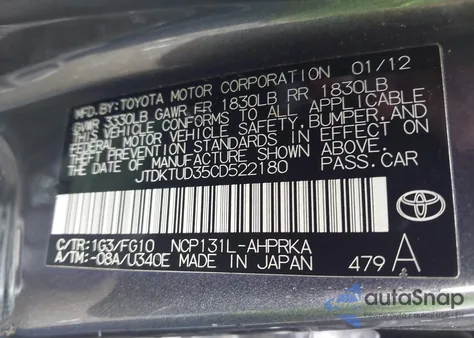 MFD.BY:TOYOTA MOTOR CORPORATION 01/12
GVWR 3330LB GAWR FR 1830LB RR 1830LB
THIS VEHICLE CONFORMS TO ALL APPLICABLE
FEDERAL MOTOR VEHICLE SAFETY, BUMPER, AND
THEFT PREVENTION STANDARDS IN EFFECT ON
THE DATE OF MANUFACTURE SHOWN ABOVE.
JTDKTUD35CD522180 PASS.CAR
C/TR:1G3/FG10 NCP131L-AHPRKA
A/TM:-08A/U340E MADE IN JAPAN 479 A
autoSnap